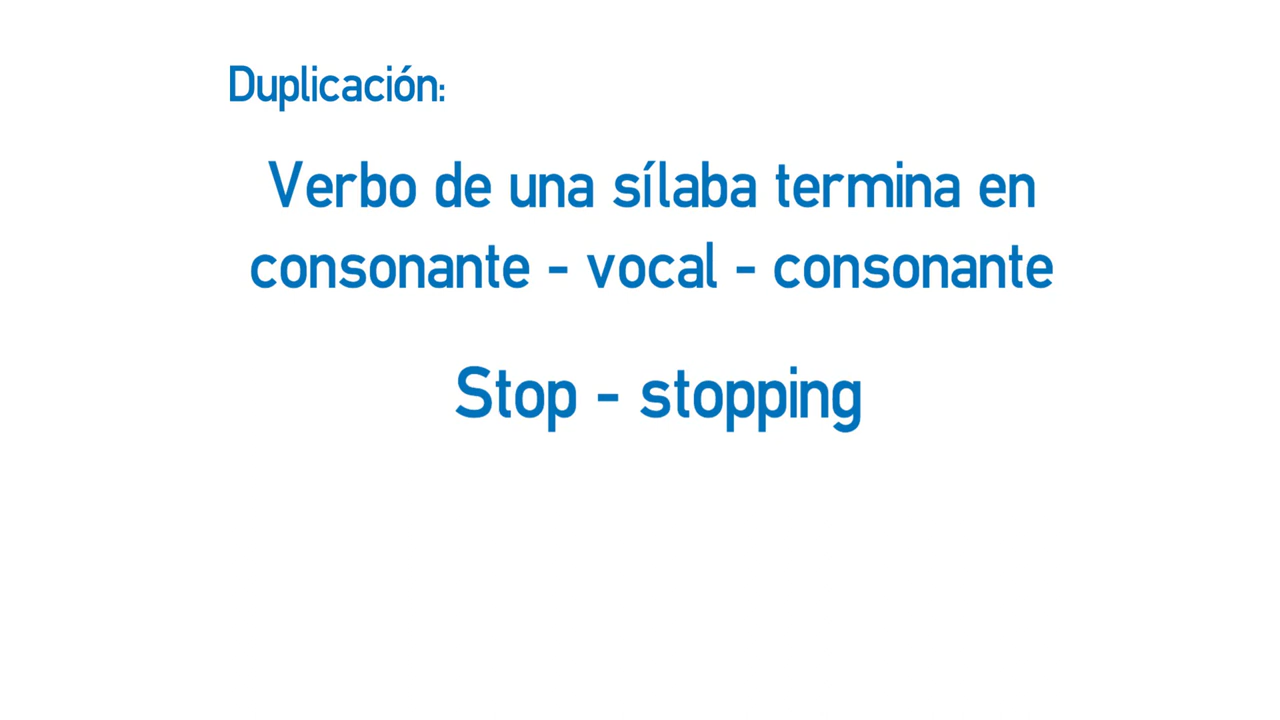 Duplicación:
Verbo de una sílaba termina en
consonante - vocal - consonante
Stop - stopping